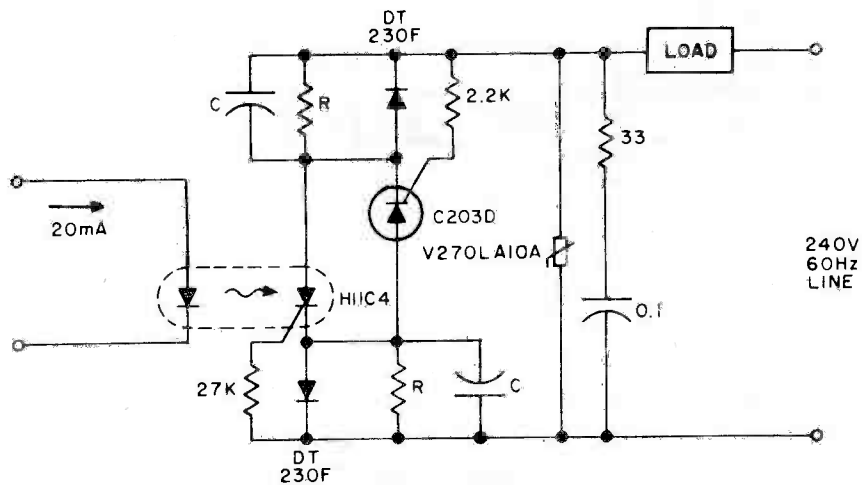 DT
230F
LOAD
C
R
2.2K
33
20mA
C203D
V270LA10A
240V
60Hz
LINE
H11C4
0.1
27K
R
C
DT
230F